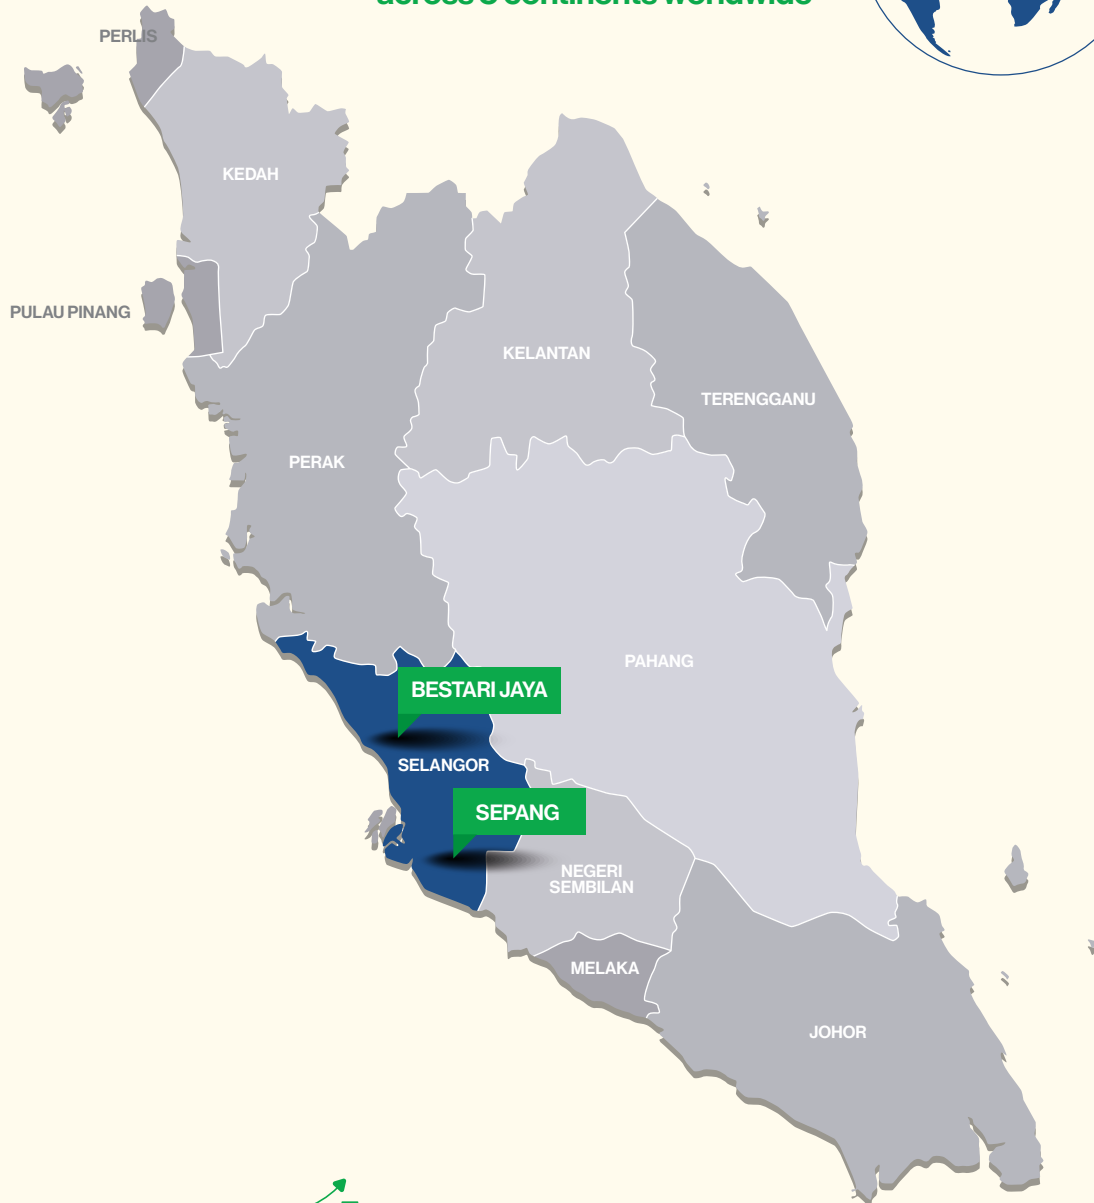 PERLIS
KEDAH
PULAU PINANG
KELANTAN
TERENGGANU
PERAK
PAHANG
BESTARI JAYA
SELANGOR
SEPANG
NEGERI
SEMBILAN
MELAKA
JOHOR